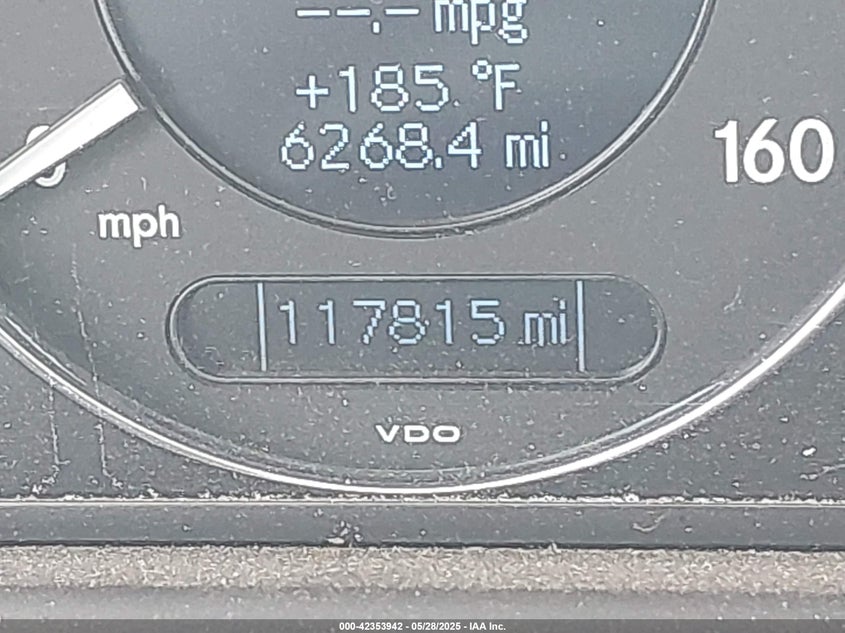 --.- mpg
+185 °F
6268.4 mi
160
mph
117815 mi
VDO
000-42353942 - 05/28/2025 - IAA Inc.